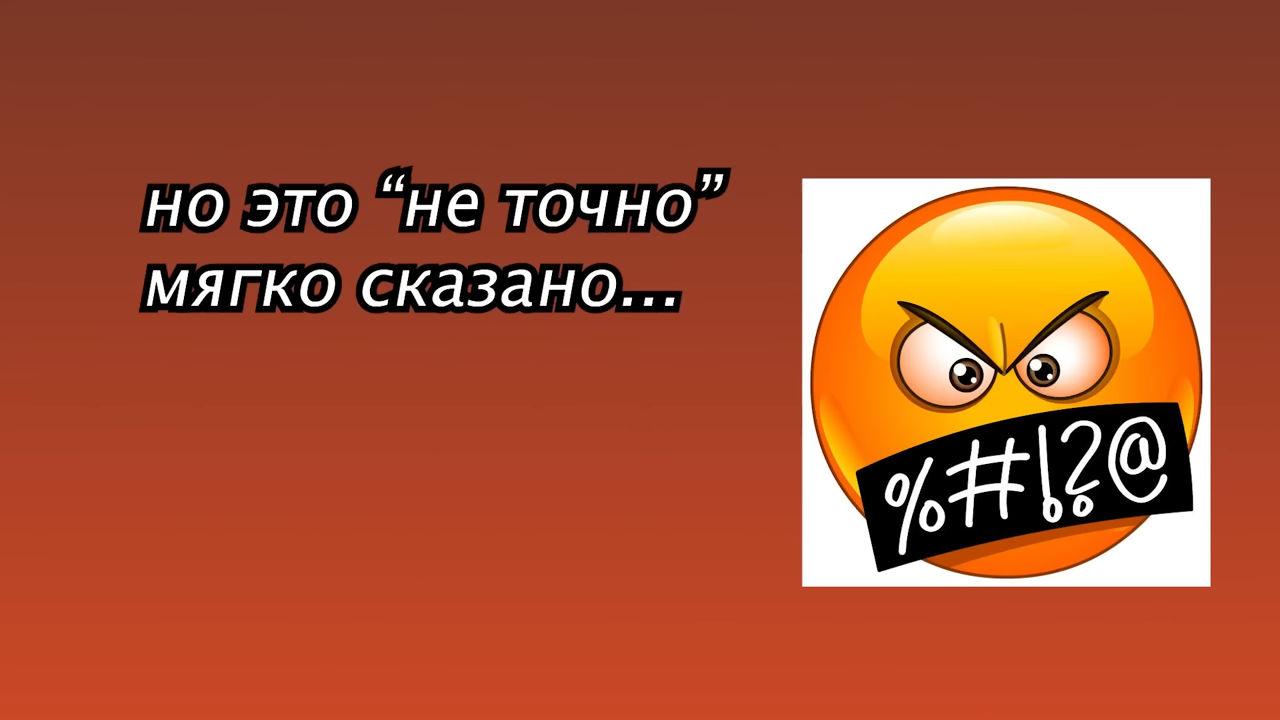 но это “не точно”
мягко сказано...
%#!?@